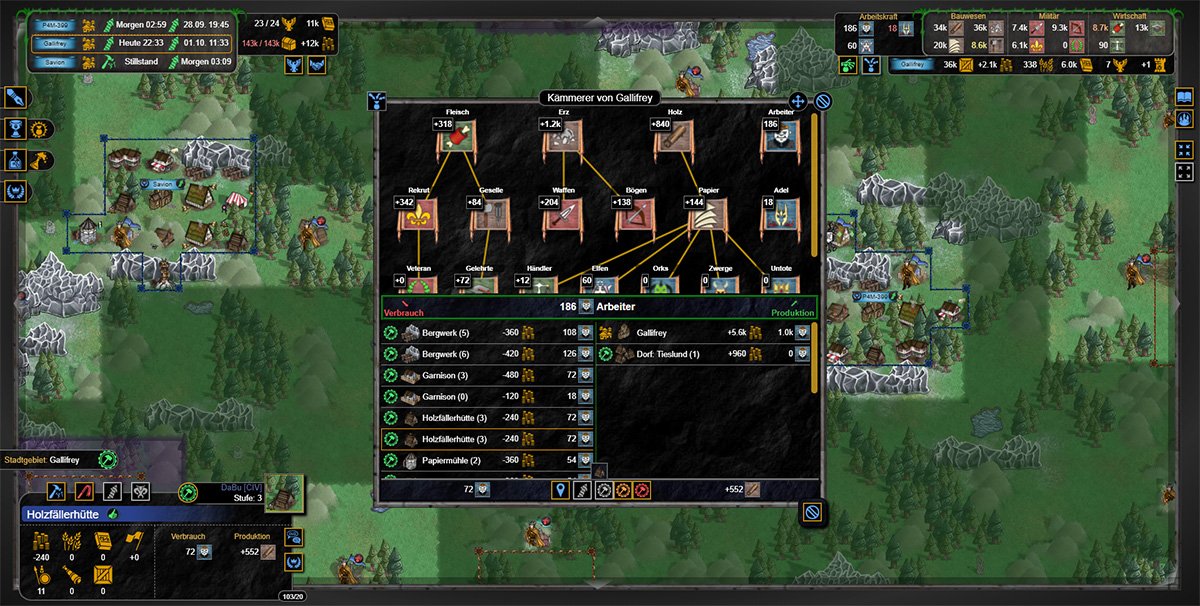 P4M-399 Morgen 02:59 28.09. 19:45
Gallifrey Heute 22:33 01.10. 11:33
Savion Stillstand Morgen 03:09
23 / 24 11k
143k / 143k +12k
Arbeitskraft
186 18
60
Bauwesen Militär Wirtschaft
34k 36k 7.4k 9.3k 8.7k 13k
20k 8.6k 6.1k 0 90
Gallifrey 36k +2.1k 338 6.0k 7 +1
Kämmerer von Gallifrey
Fleisch Erz Holz Arbeiter
+318 +1.2k +840 186
Rekrut Geselle Waffen Bögen Papier Adel
+342 +84 +204 +138 +144 18
Veteran Gelehrte Händler Elfen Orks Zwerge Untote
+0 +72 +12 60 0 0 0
186 Arbeiter
Verbrauch Produktion
Bergwerk (5) -360 108
Bergwerk (6) -420 126
Garnison (3) -480 72
Garnison (0) -120 18
Holzfällerhütte (3) -240 72
Holzfällerhütte (3) -240 72
Papiermühle (2) -360 54
Gallifrey +5.6k 1.0k
Dorf: Tieslund (1) +960 0
72 +552
Savion
P4M-399
Stadtgebiet: Gallifrey
DaBu [CIV]
Stufe: 3
Holzfällerhütte
Verbrauch Produktion
-240 0 0 +0
72 +552
11 0 0
103/20